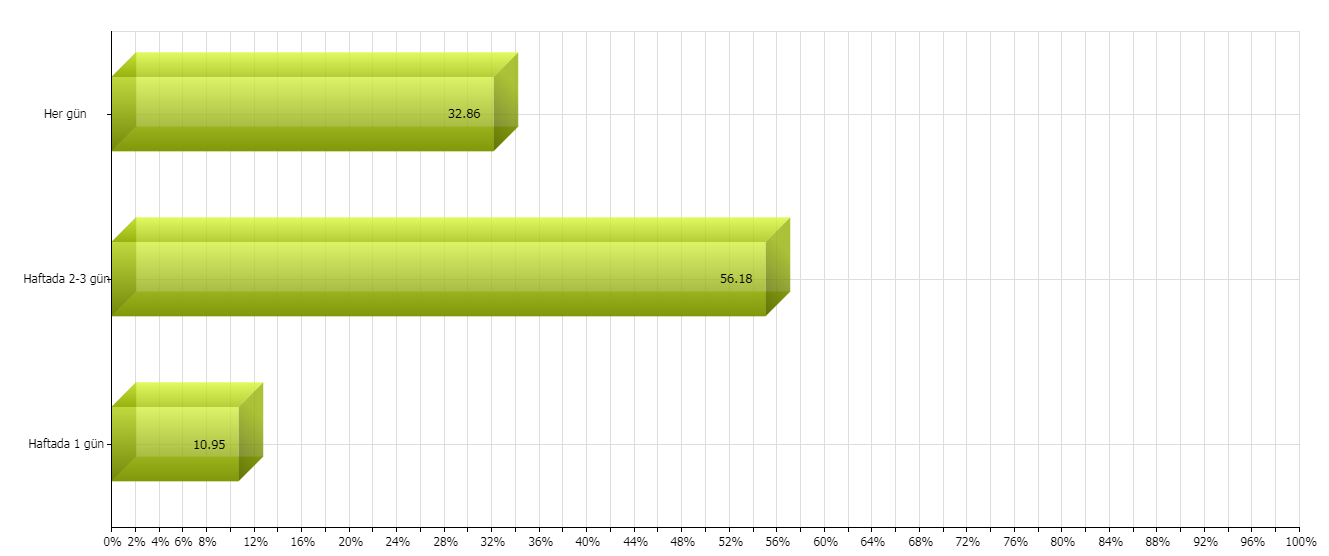 Her gün
32.86
Haftada 2-3 gün
56.18
Haftada 1 gün
10.95
0% 2% 4% 6% 8% 12% 16% 20% 24% 28% 32% 36% 40% 44% 48% 52% 56% 60% 64% 68% 72% 76% 80% 84% 88% 92% 96% 100%